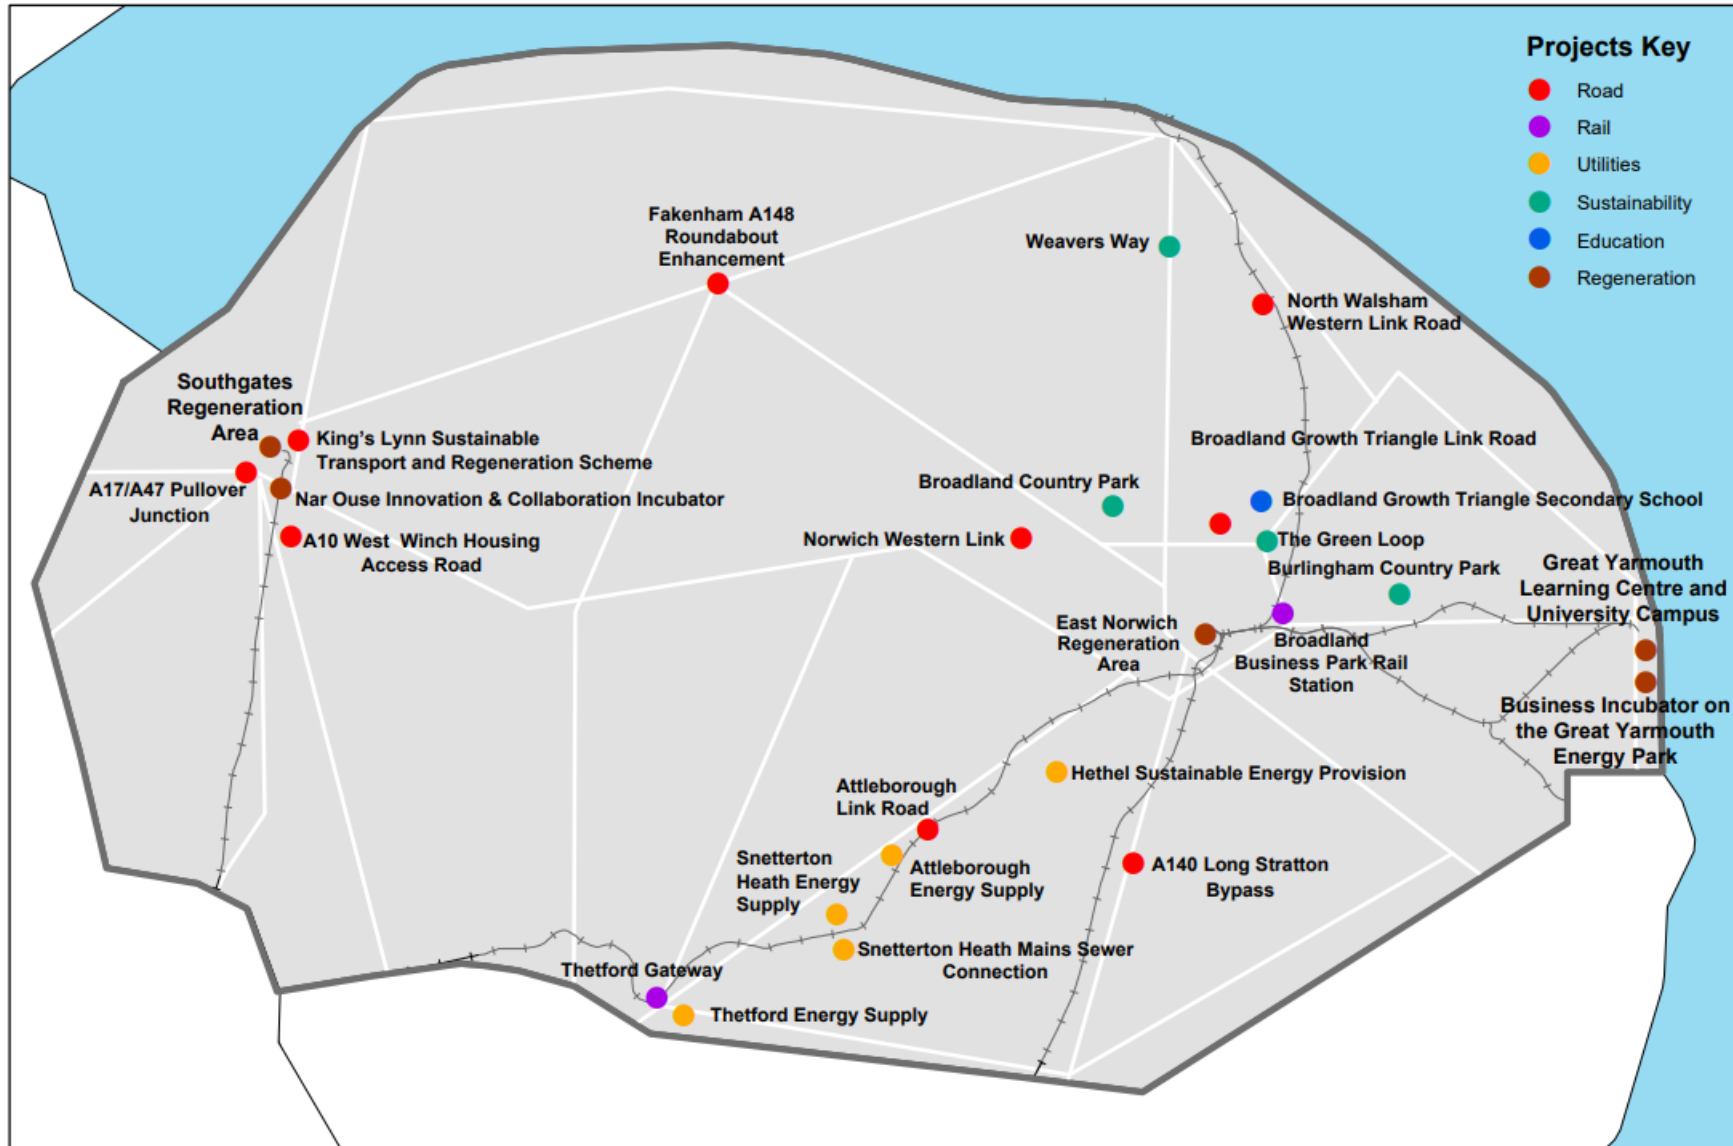 Projects Key
Road
Rail
Utilities
Sustainability
Education
Regeneration
Fakenham A148
Roundabout
Enhancement
Weavers Way
North Walsham
Western Link Road
Southgates
Regeneration
Area
King's Lynn Sustainable
Transport and Regeneration Scheme
A17/A47 Pullover
Junction
Nar Ouse Innovation & Collaboration Incubator
A10 West Winch Housing
Access Road
Broadland Growth Triangle Link Road
Broadland Country Park
Broadland Growth Triangle Secondary School
Norwich Western Link
The Green Loop
Burlingham Country Park
Great Yarmouth
Learning Centre and
University Campus
East Norwich
Regeneration
Area
Broadland
Business Park Rail
Station
Business Incubator on
the Great Yarmouth
Energy Park
Hethel Sustainable Energy Provision
Attleborough
Link Road
Snetterton
Heath Energy
Supply
Attleborough
Energy Supply
A140 Long Stratton
Bypass
Snetterton Heath Mains Sewer
Connection
Thetford Gateway
Thetford Energy Supply